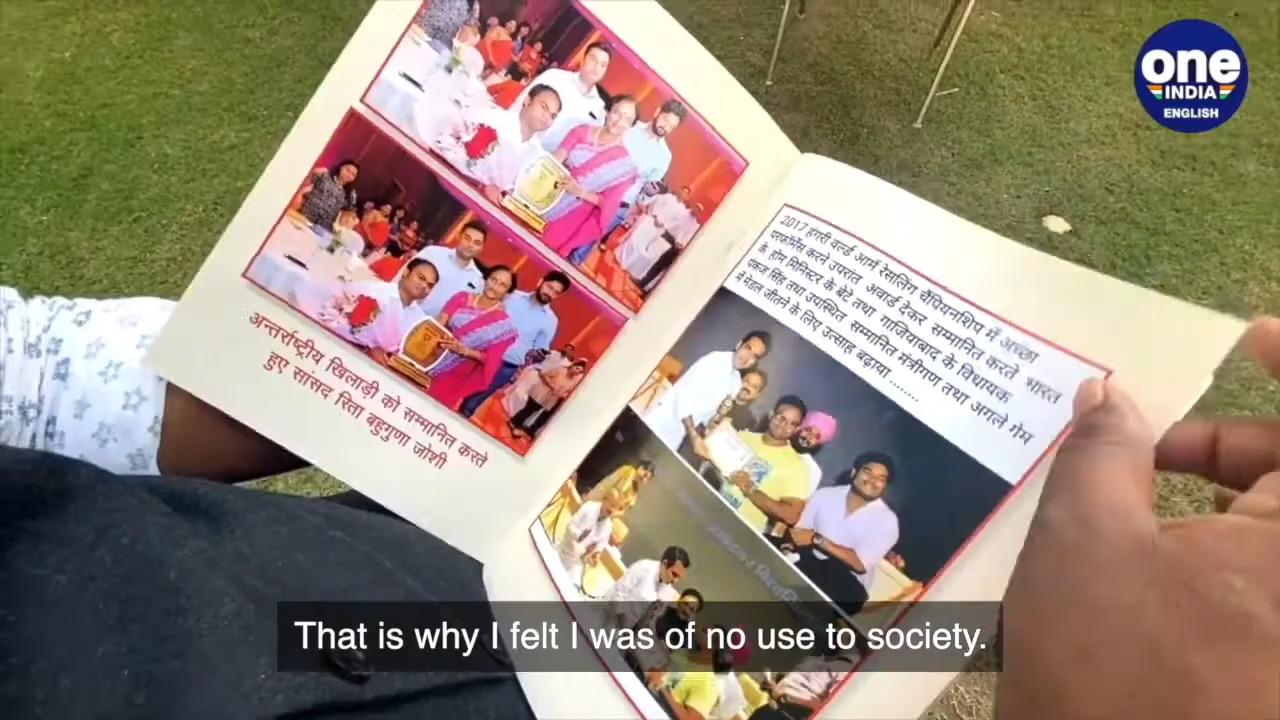 one
INDIA
ENGLISH
अन्तर्राष्ट्रीय खिलाड़ी को सम्मानित करते
हुए सांसद रिता बहुगुणा जोशी
2017 हंगरी वर्ल्ड आर्म रेसलिंग चैंपियनशिप में अच्छा
परफॉर्मेंस करने उपरांत अवार्ड देकर सम्मानित करते भारत
के होम मिनिस्टर के बेटे तथा गाजियाबाद के विधायक
पंकज सिंह तथा उपस्थित सम्मानित मंत्रीगण तथा अगले गेम
में मेडल जीतने के लिए उत्साह बढ़ाया .......
That is why I felt I was of no use to society.